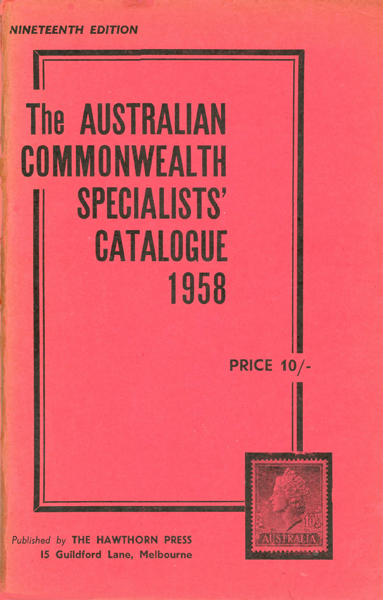 NINETEENTH EDITION
The AUSTRALIAN
COMMONWEALTH
SPECIALISTS'
CATALOGUE
1958
PRICE 10/-
AUSTRALIA
Published by THE HAWTHORN PRESS
15 Guildford Lane, Melbourne